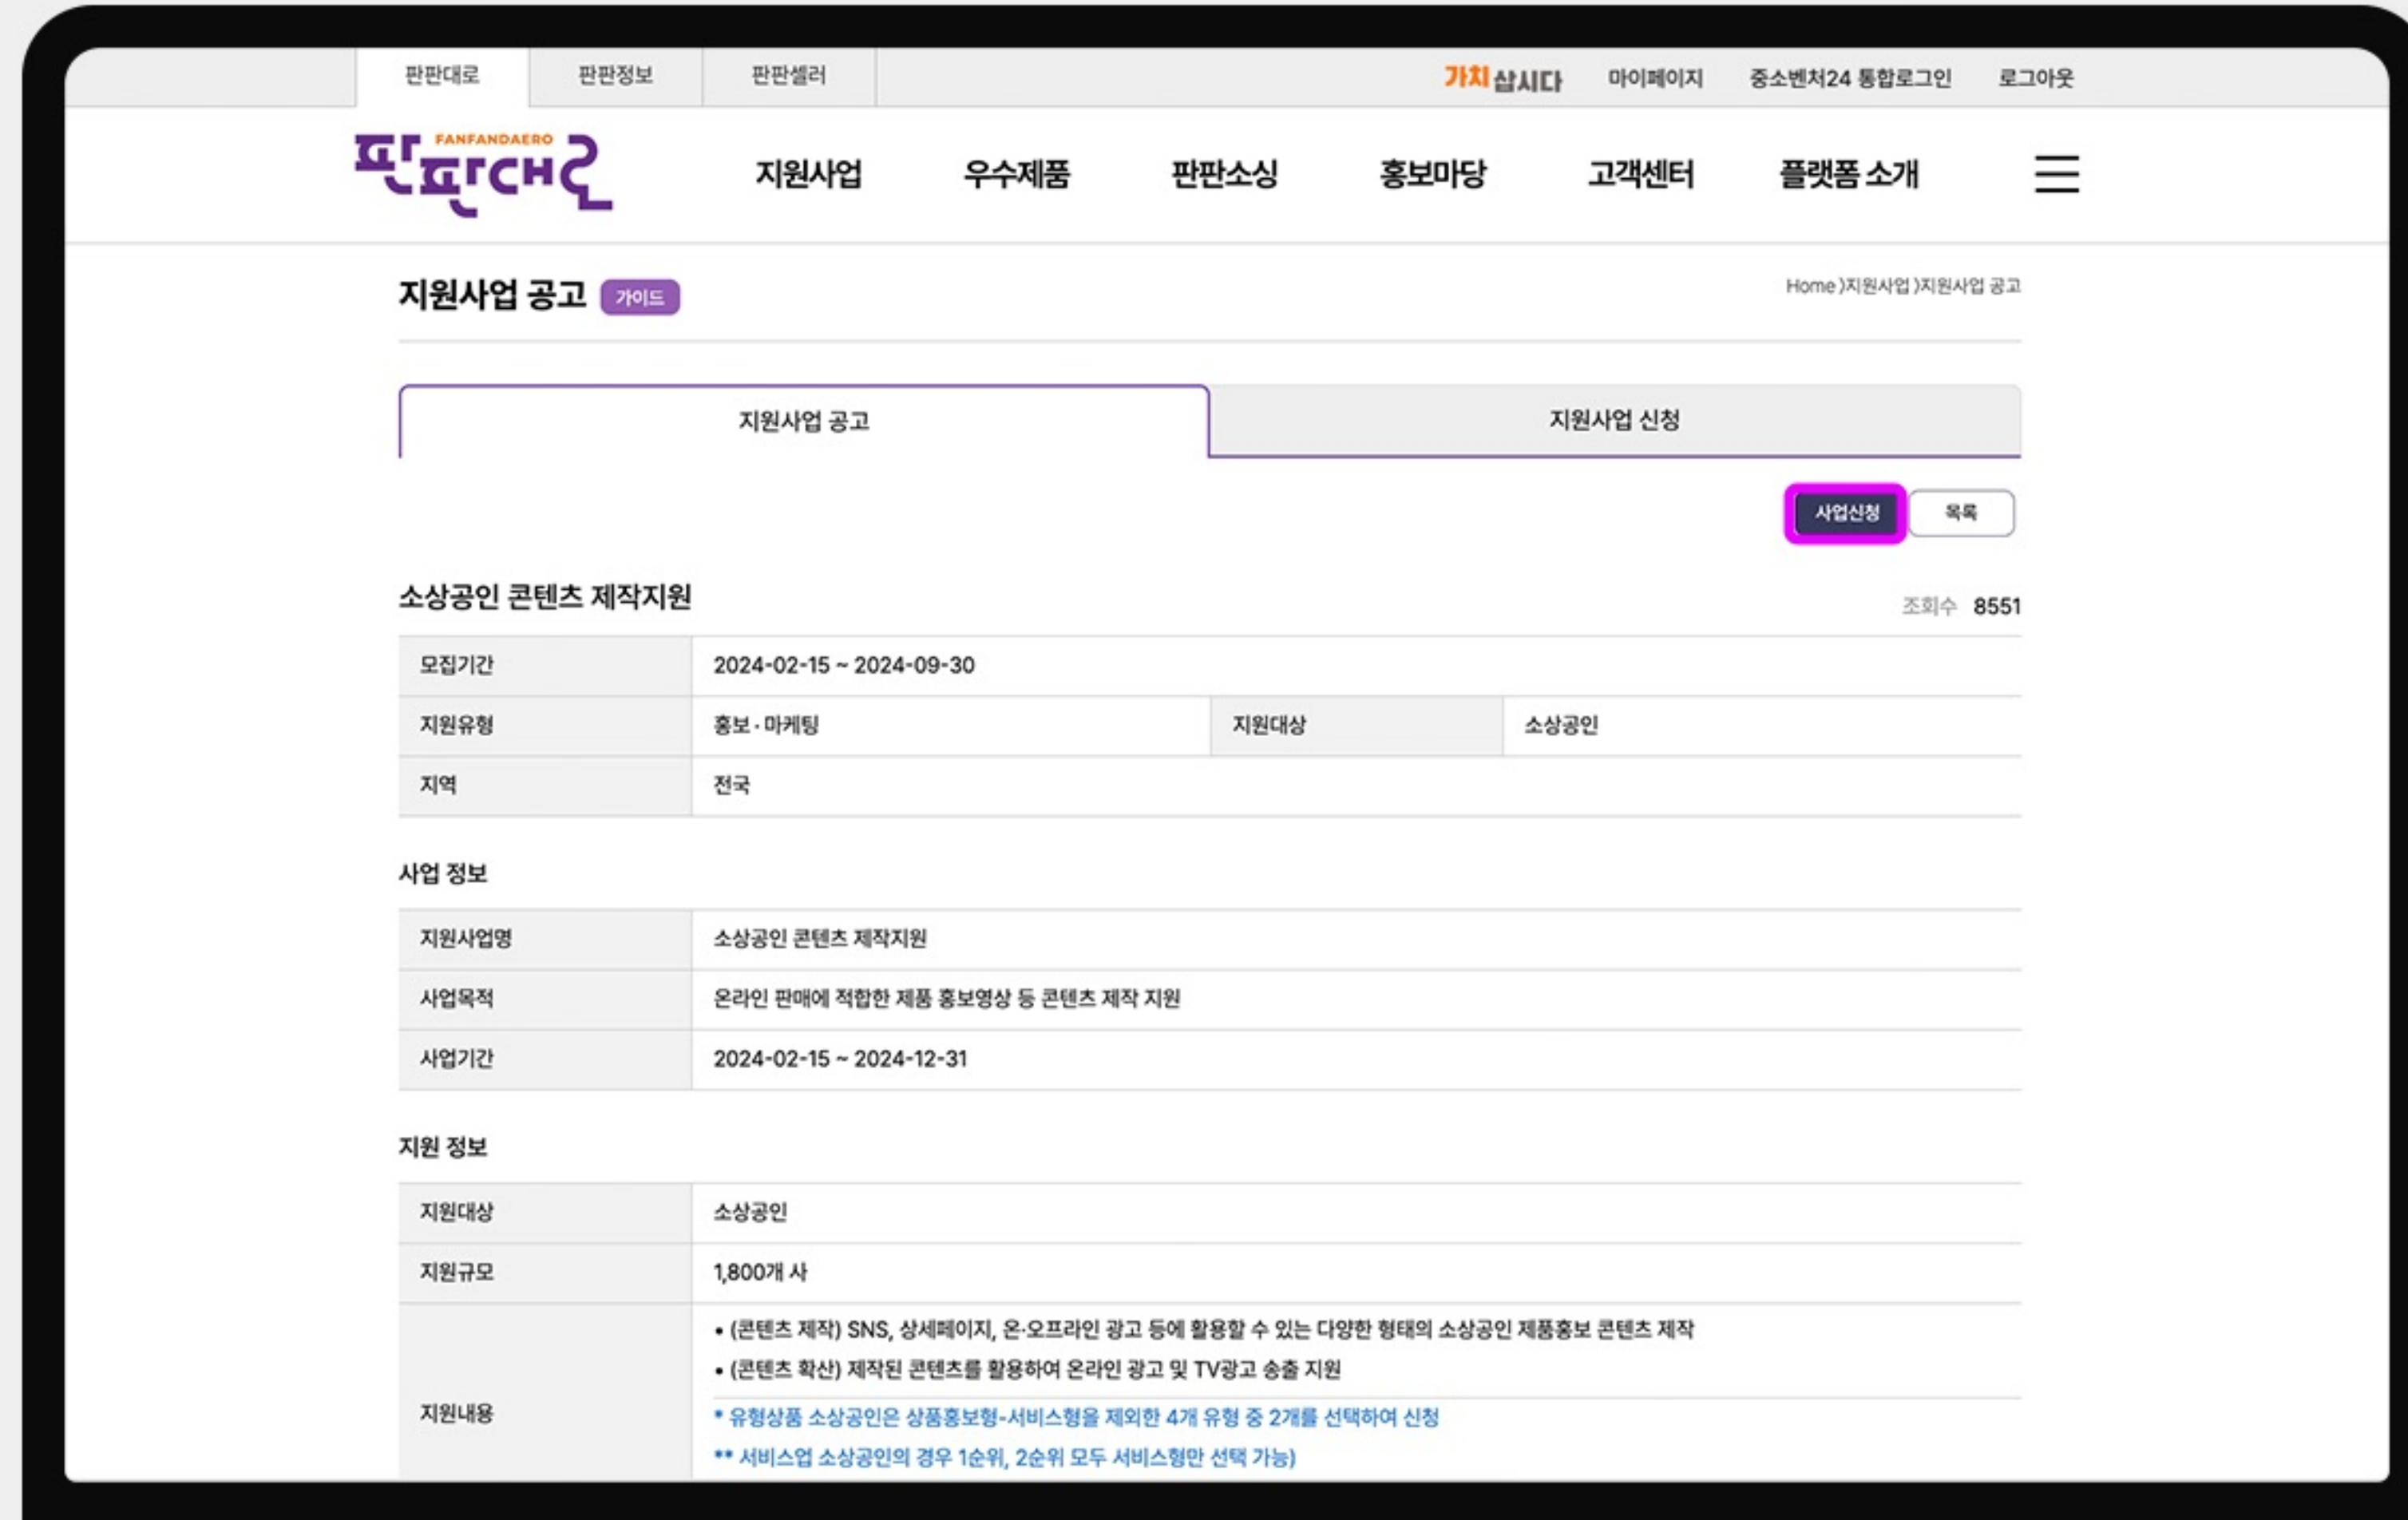 판판대로 판판정보 판판셀러 가치삽시다 마이페이지 중소벤처24 통합로그인 로그아웃
판판대로 FANFANDAERO 지원사업 우수제품 판판소싱 홍보마당 고객센터 플랫폼 소개
지원사업 공고 가이드 Home 〉지원사업 〉지원사업 공고
지원사업 공고 지원사업 신청
사업신청 목록
소상공인 콘텐츠 제작지원 조회수 8551
모집기간 2024-02-15 ~ 2024-09-30
지원유형 홍보 · 마케팅 지원대상 소상공인
지역 전국
사업 정보
지원사업명 소상공인 콘텐츠 제작지원
사업목적 온라인 판매에 적합한 제품 홍보영상 등 콘텐츠 제작 지원
사업기간 2024-02-15 ~ 2024-12-31
지원 정보
지원대상 소상공인
지원규모 1,800개 사
지원내용
• (콘텐츠 제작) SNS, 상세페이지, 온·오프라인 광고 등에 활용할 수 있는 다양한 형태의 소상공인 제품홍보 콘텐츠 제작
• (콘텐츠 확산) 제작된 콘텐츠를 활용하여 온라인 광고 및 TV광고 송출 지원
* 유형상품 소상공인은 상품홍보형-서비스형을 제외한 4개 유형 중 2개를 선택하여 신청
** 서비스업 소상공인의 경우 1순위, 2순위 모두 서비스형만 선택 가능)